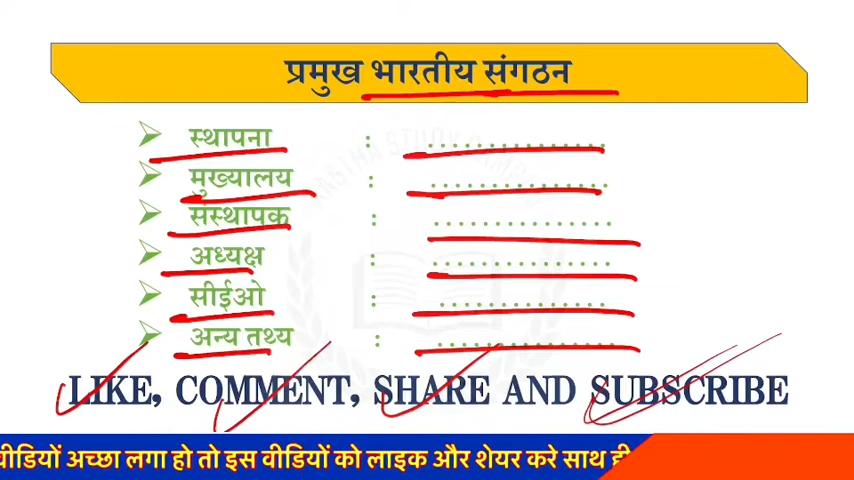 प्रमुख भारतीय संगठन
➢ स्थापना : ....................
➢ मुख्यालय : ....................
➢ संस्थापक : ....................
➢ अध्यक्ष : ....................
➢ सीईओ : ....................
➢ अन्य तथ्य : ....................
LIKE, COMMENT, SHARE AND SUBSCRIBE
वीडियों अच्छा लगा हो तो इस वीडियों को लाइक और शेयर करे साथ ही